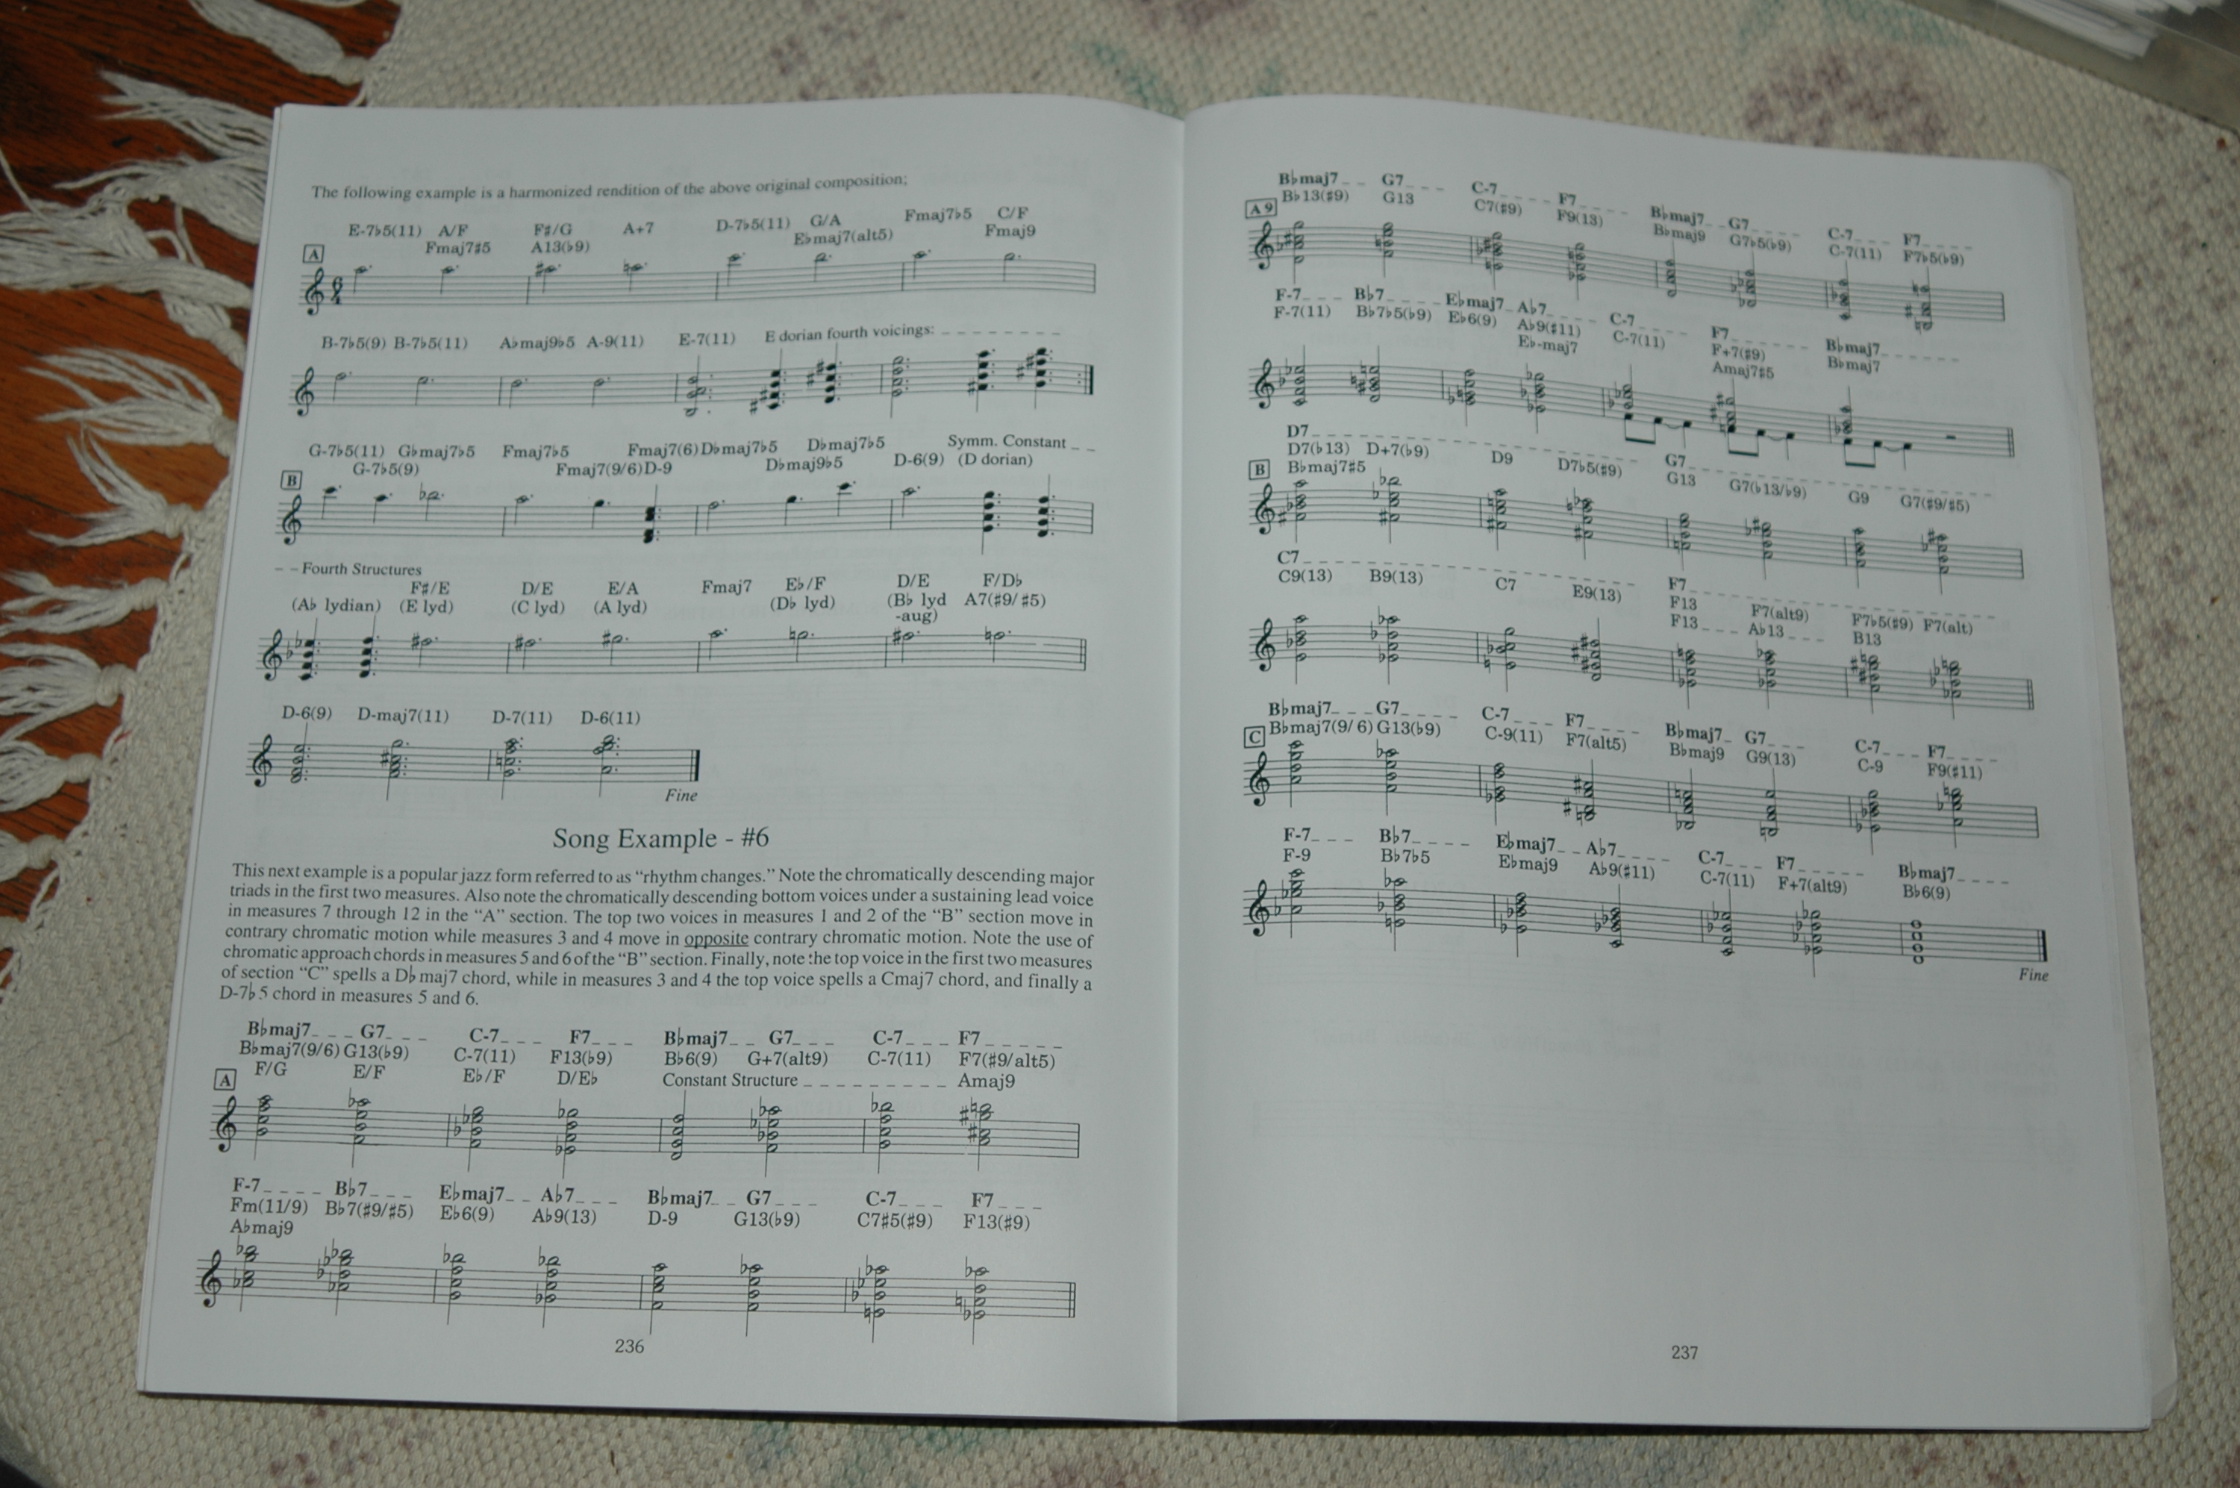 The following example is a harmonized rendition of the above original composition;
E-7♭5(11) A/F F♯/G A+7 D-7♭5(11) G/A Fmaj7♭5 C/F
Fmaj7♯5 A13(♭9) E♭maj7(alt5) Fmaj9
A
6
4
B-7♭5(9) B-7♭5(11) A♭maj9♭5 A-9(11) E-7(11) E dorian fourth voicings: _ _ _ _ _ _ _ _ _
G-7♭5(11) G♭maj7♭5 Fmaj7♭5 Fmaj7(6) D♭maj7♭5 D♭maj7♭5 Symm. Constant _ _
G-7♭5(9) Fmaj7(9/6) D-9 D♭maj9♭5 D-6(9) (D dorian)
B
- - Fourth Structures
F♯/E D/E E/A Fmaj7 E♭/F D/E F/D♭
(A♭ lydian) (E lyd) (C lyd) (A lyd) (D♭ lyd) (B♭ lyd A7(♯9/♯5)
-aug)
D-6(9) D-maj7(11) D-7(11) D-6(11)
Fine
Song Example - #6
This next example is a popular jazz form referred to as “rhythm changes.” Note the chromatically descending major
triads in the first two measures. Also note the chromatically descending bottom voices under a sustaining lead voice
in measures 7 through 12 in the “A” section. The top two voices in measures 1 and 2 of the “B” section move in
contrary chromatic motion while measures 3 and 4 move in opposite contrary chromatic motion. Note the use of
chromatic approach chords in measures 5 and 6 of the “B” section. Finally, note the top voice in the first two measures
of section “C” spells a D♭maj7 chord, while in measures 3 and 4 the top voice spells a Cmaj7 chord, and finally a
D-7♭5 chord in measures 5 and 6.
B♭maj7_ _ _ G7_ _ _ C-7_ _ _ F7_ _ _ B♭maj7_ _ G7_ _ _ C-7_ _ _ F7_ _ _ _ _
B♭maj7(9/6) G13(♭9) C-7(11) F13(♭9) B♭6(9) G+7(alt9) C-7(11) F7(♯9/alt5)
F/G E/F E♭/F D/E♭ Constant Structure _ _ _ _ _ _ _ _ _ Amaj9
A
F-7_ _ _ _ B♭7_ _ _ E♭maj7_ _ A♭7_ _ _ B♭maj7_ _ G7_ _ _ C-7_ _ _ F7_ _ _
Fm(11/9) B♭7(♯9/♯5) E♭6(9) A♭9(13) D-9 G13(♭9) C7♯5(♯9) F13(♯9)
A♭maj9
236
B♭maj7_ _ G7_ _ _ C-7_ _ _ _ F7_ _ _ _ B♭maj7_ _ G7_ _ _ _ C-7_ _ _ _ F7_ _ _ _
B♭13(♯9) G13 C7(♯9) F9(13) B♭maj9 G7♭5(♭9) C-7(11) F7♭5(♭9)
A9
F-7_ _ _ B♭7_ _ _ _ E♭maj7_ A♭7_ _ _ _ C-7_ _ _ _ F7_ _ _ _ _ B♭maj7_ _ _ _ _
F-7(11) B♭7♭5(♭9) E♭6(9) A♭9(♯11) C-7(11) F+7(♯9) B♭maj7
E♭-maj7 Amaj7♯5
D7_ _ _ _ _ _ _ _ _ _ _ _ _ _ _ _ _ G7_ _ _ _ _ _ _ _ _ _ _ _ _ _ _
D7(♭13) D+7(♭9) D9 D7♭5(♯9) G13 G7(♭13/♭9) G9 G7(♯9/♯5)
B B♭maj7♯5
C7_ _ _ _ _ _ _ _ _ _ _ _ _ _ _ _ F7_ _ _ _ _ _ _ _ _ _ _ _ _ _ _
C9(13) B9(13) C7 E9(13) F13 F7(alt9) F7♭5(♯9) F7(alt)
F13_ _ _ A♭13_ _ _ B13
B♭maj7_ _ _ G7_ _ _ _ C-7_ _ _ F7_ _ _ _ B♭maj7_ G7_ _ _ C-7_ _ _ F7_ _ _ _
B♭maj7(9/6) G13(♭9) C-9(11) F7(alt5) B♭maj9 G9(13) C-9 F9(♯11)
C
F-7_ _ _ B♭7_ _ _ _ E♭maj7_ _ A♭7_ _ _ _ C-7_ _ _ F7_ _ _ _ B♭maj7_ _ _ _
F-9 B♭7♭5 E♭maj9 A♭9(♯11) C-7(11) F+7(alt9) B♭6(9)
Fine
237